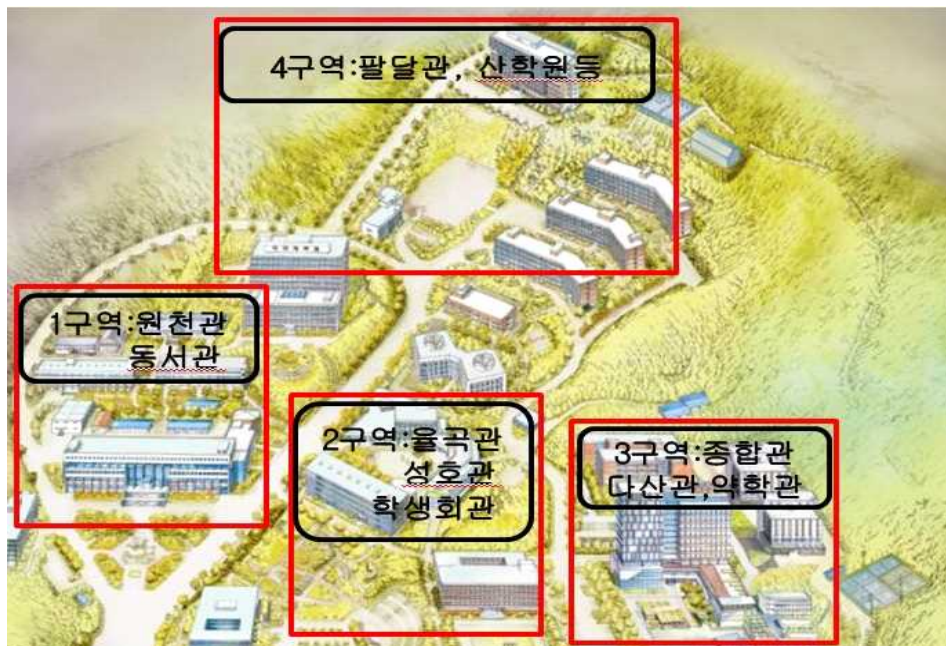 4구역:팔달관, 산학원등
1구역:원천관
동서관
2구역:율곡관
성호관
학생회관
3구역:종합관
다산관,약학관